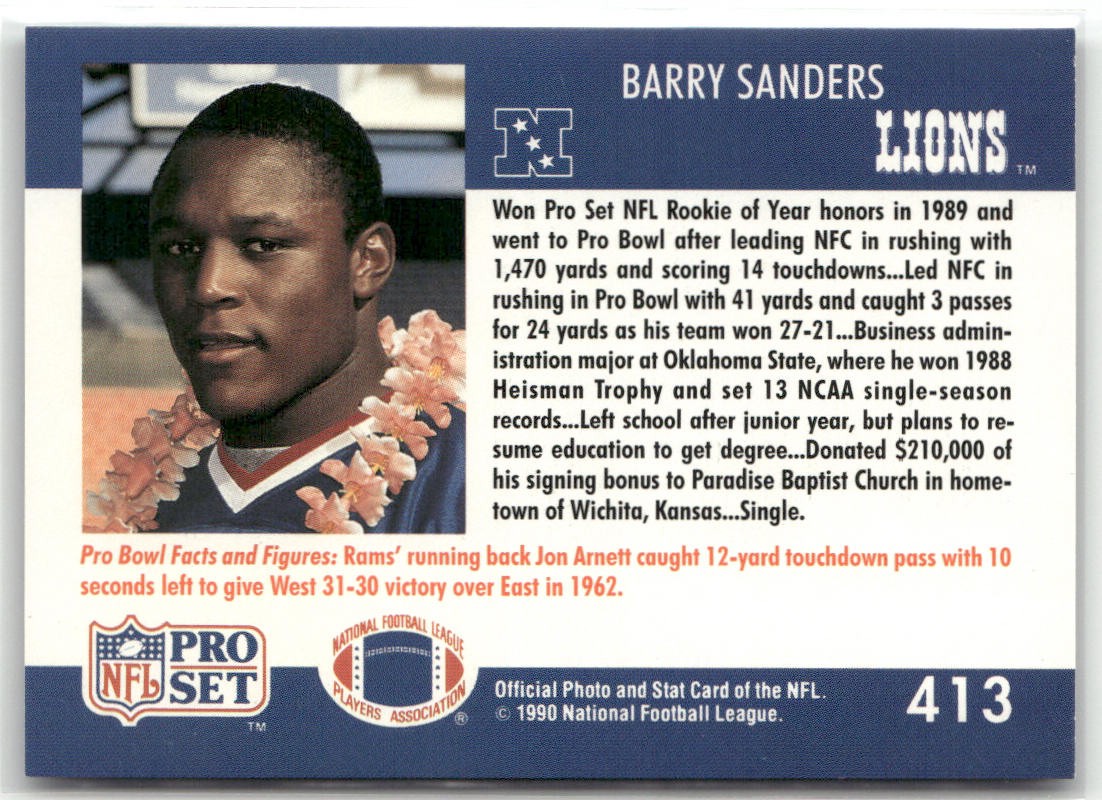 BARRY SANDERS
N
LIONS ™
Won Pro Set NFL Rookie of Year honors in 1989 and
went to Pro Bowl after leading NFC in rushing with
1,470 yards and scoring 14 touchdowns...Led NFC in
rushing in Pro Bowl with 41 yards and caught 3 passes
for 24 yards as his team won 27-21...Business admin-
istration major at Oklahoma State, where he won 1988
Heisman Trophy and set 13 NCAA single-season
records...Left school after junior year, but plans to re-
sume education to get degree...Donated $210,000 of
his signing bonus to Paradise Baptist Church in home-
town of Wichita, Kansas...Single.
Pro Bowl Facts and Figures: Rams' running back Jon Arnett caught 12-yard touchdown pass with 10
seconds left to give West 31-30 victory over East in 1962.
NFL PRO SET ™
NATIONAL FOOTBALL LEAGUE
PLAYERS ASSOCIATION ®
Official Photo and Stat Card of the NFL.
© 1990 National Football League.
413